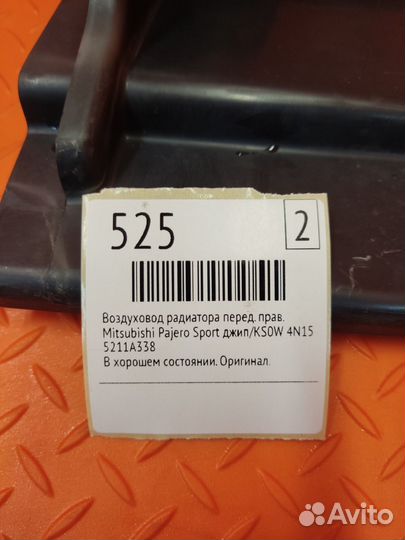 525
2
Воздуховод радиатора перед. прав.
Mitsubishi Pajero Sport джип/KS0W 4N15
5211A338
В хорошем состоянии. Оригинал.
Avito